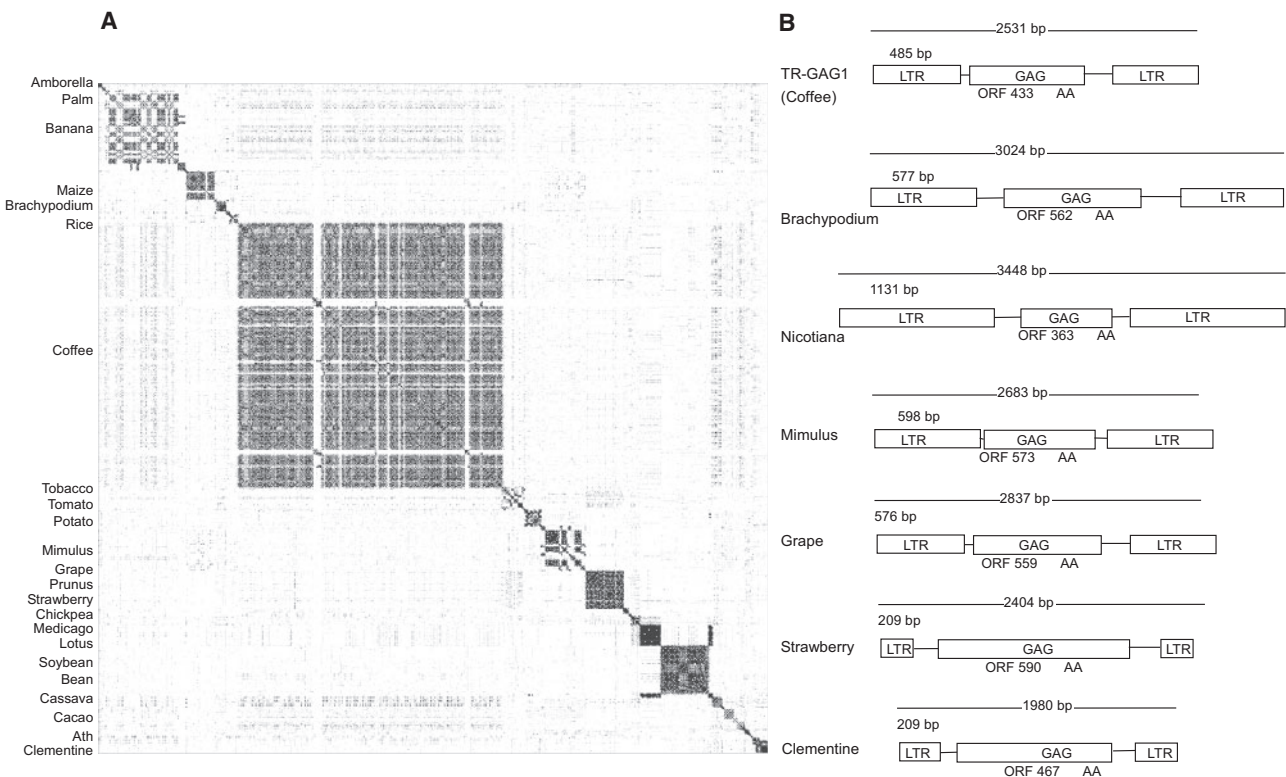 A
Amborella
Palm
Banana
Maize
Brachypodium
Rice
Coffee
Tobacco
Tomato
Potato
Mimulus
Grape
Prunus
Strawberry
Chickpea
Medicago
Lotus
Soybean
Bean
Cassava
Cacao
Ath
Clementine
B
2531 bp
485 bp
TR-GAG1
(Coffee)
LTR GAG LTR
ORF 433 AA
3024 bp
577 bp
LTR GAG LTR
Brachypodium
ORF 562 AA
3448 bp
1131 bp
LTR GAG LTR
Nicotiana
ORF 363 AA
2683 bp
598 bp
Mimulus
LTR GAG LTR
ORF 573 AA
2837 bp
576 bp
Grape
LTR GAG LTR
ORF 559 AA
2404 bp
209 bp
Strawberry
LTR GAG LTR
ORF 590 AA
1980 bp
209 bp
Clementine
LTR GAG LTR
ORF 467 AA